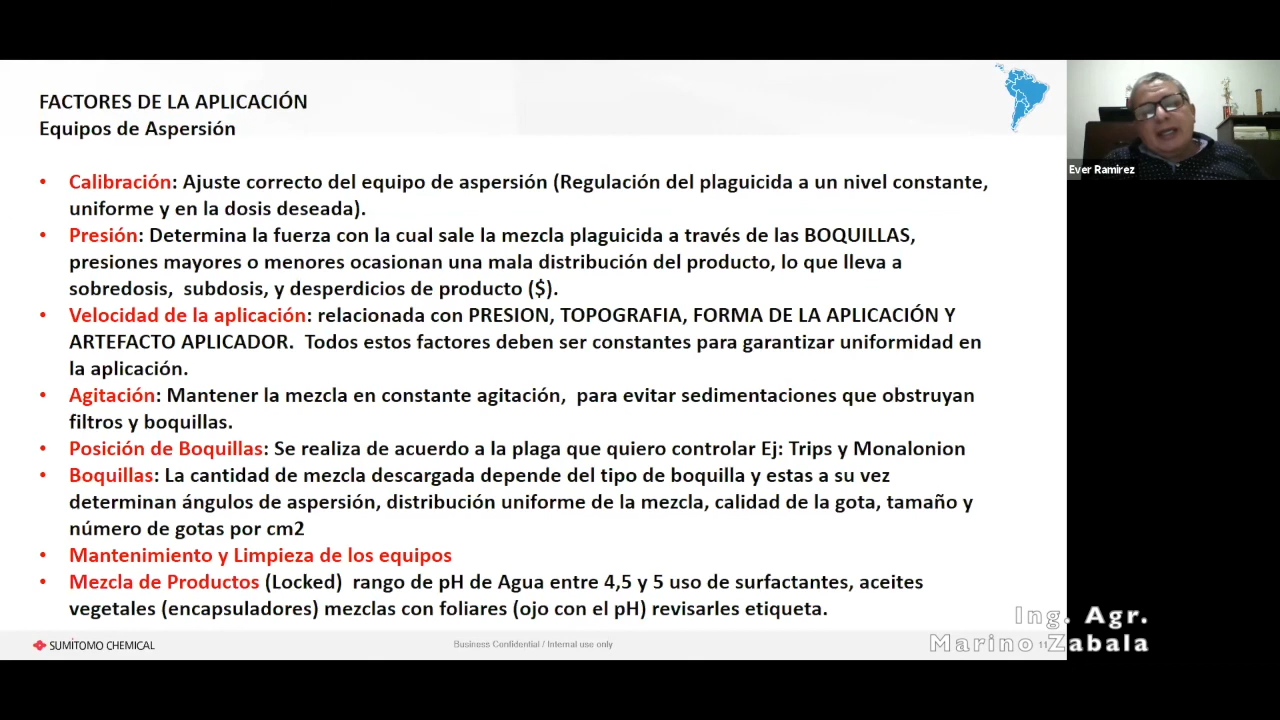 FACTORES DE LA APLICACIÓN
Equipos de Aspersión
• Calibración: Ajuste correcto del equipo de aspersión (Regulación del plaguicida a un nivel constante,
uniforme y en la dosis deseada).
• Presión: Determina la fuerza con la cual sale la mezcla plaguicida a través de las BOQUILLAS,
presiones mayores o menores ocasionan una mala distribución del producto, lo que lleva a
sobredosis, subdosis, y desperdicios de producto ($).
• Velocidad de la aplicación: relacionada con PRESION, TOPOGRAFIA, FORMA DE LA APLICACIÓN Y
ARTEFACTO APLICADOR. Todos estos factores deben ser constantes para garantizar uniformidad en
la aplicación.
• Agitación: Mantener la mezcla en constante agitación, para evitar sedimentaciones que obstruyan
filtros y boquillas.
• Posición de Boquillas: Se realiza de acuerdo a la plaga que quiero controlar Ej: Trips y Monalonion
• Boquillas: La cantidad de mezcla descargada depende del tipo de boquilla y estas a su vez
determinan ángulos de aspersión, distribución uniforme de la mezcla, calidad de la gota, tamaño y
número de gotas por cm2
• Mantenimiento y Limpieza de los equipos
• Mezcla de Productos (Locked) rango de pH de Agua entre 4,5 y 5 uso de surfactantes, aceites
vegetales (encapsuladores) mezclas con foliares (ojo con el pH) revisarles etiqueta.
SUMITOMO CHEMICAL
Business Confidential / Internal use only
11
Ever Ramirez
Ing. Agr.
Marino Zabala